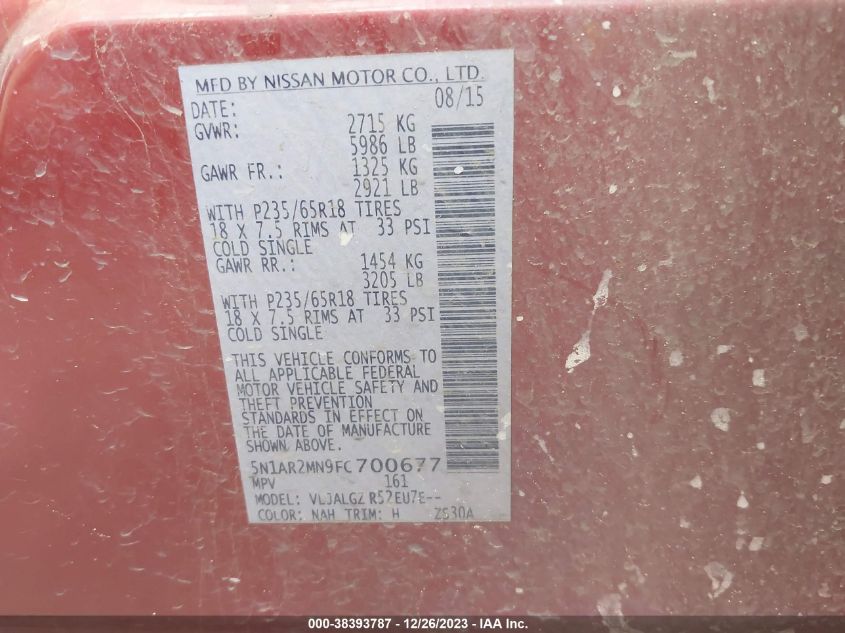 MFD BY NISSAN MOTOR CO., LTD.
DATE: 08/15
GVWR: 2715 KG
5986 LB
GAWR FR.: 1325 KG
2921 LB
WITH P235/65R18 TIRES
18 X 7.5 RIMS AT 33 PSI
COLD SINGLE
GAWR RR.: 1454 KG
3205 LB
WITH P235/65R18 TIRES
18 X 7.5 RIMS AT 33 PSI
COLD SINGLE
THIS VEHICLE CONFORMS TO
ALL APPLICABLE FEDERAL
MOTOR VEHICLE SAFETY AND
THEFT PREVENTION
STANDARDS IN EFFECT ON
THE DATE OF MANUFACTURE
SHOWN ABOVE.
5N1AR2MN9FC700677
MPV 161
MODEL:
COLOR: NAH TRIM: H
000-38393787 - 12/26/2023 - IAA Inc.